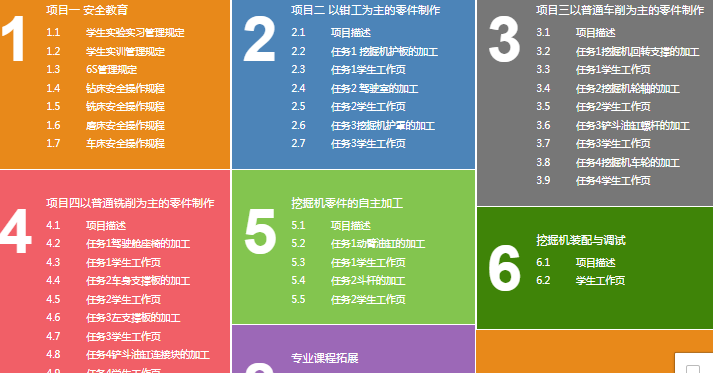 1
项目一 安全教育
1.1 学生实验实习管理规定
1.2 学生实训管理规定
1.3 6S管理规定
1.4 钻床安全操作规程
1.5 铣床安全操作规程
1.6 磨床安全操作规程
1.7 车床安全操作规程
2
项目二 以钳工为主的零件制作
2.1 项目描述
2.2 任务1 挖掘机护板的加工
2.3 任务1学生工作页
2.4 任务2 驾驶室的加工
2.5 任务2学生工作页
2.6 任务3挖掘机护罩的加工
2.7 任务3学生工作页
3
项目三以普通车削为主的零件制作
3.1 项目描述
3.2 任务1挖掘机回转支撑的加工
3.3 任务1学生工作页
3.4 任务2挖掘机轮轴的加工
3.5 任务2学生工作页
3.6 任务3铲斗油缸螺杆的加工
3.7 任务3学生工作页
3.8 任务4挖掘机车轮的加工
3.9 任务4学生工作页
4
项目四以普通铣削为主的零件制作
4.1 项目描述
4.2 任务1驾驶舱座椅的加工
4.3 任务1学生工作页
4.4 任务2车身支撑板的加工
4.5 任务2学生工作页
4.6 任务3左支撑板的加工
4.7 任务3学生工作页
4.8 任务4铲斗油缸连接块的加工
4.9 任务4学生工作页
5
挖掘机零件的自主加工
5.1 项目描述
5.2 任务1动臂油缸的加工
5.3 任务1学生工作页
5.4 任务2斗杆的加工
5.5 任务2学生工作页
6
挖掘机装配与调试
6.1 项目描述
6.2 学生工作页
专业课程拓展